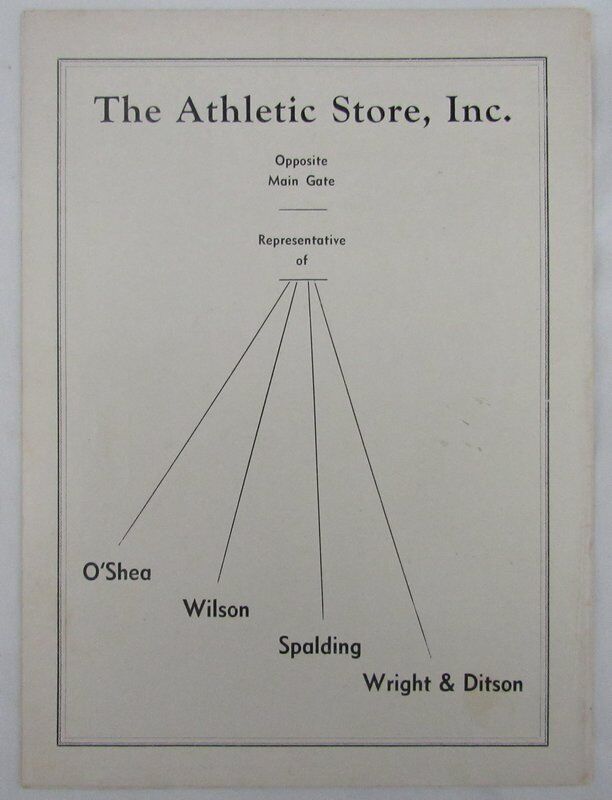 The Athletic Store, Inc.
Opposite
Main Gate
Representative
of
O'Shea
Wilson
Spalding
Wright & Ditson